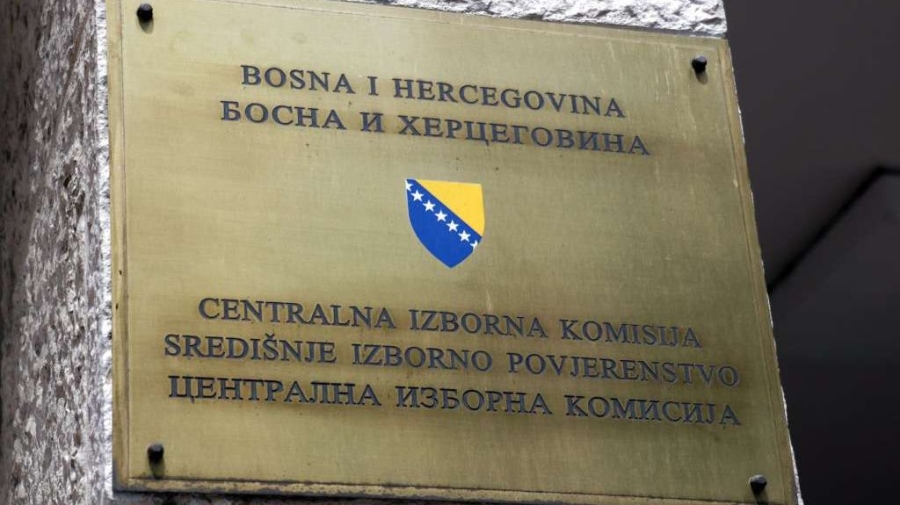 BOSNA I HERCEGOVINA
БОСНА И ХЕРЦЕГОВИНА
CENTRALNA IZBORNA KOMISIJA
SREDIŠNJE IZBORNO POVJERENSTVO
ЦЕНТРАЛНА ИЗБОРНА КОМИСИЈА